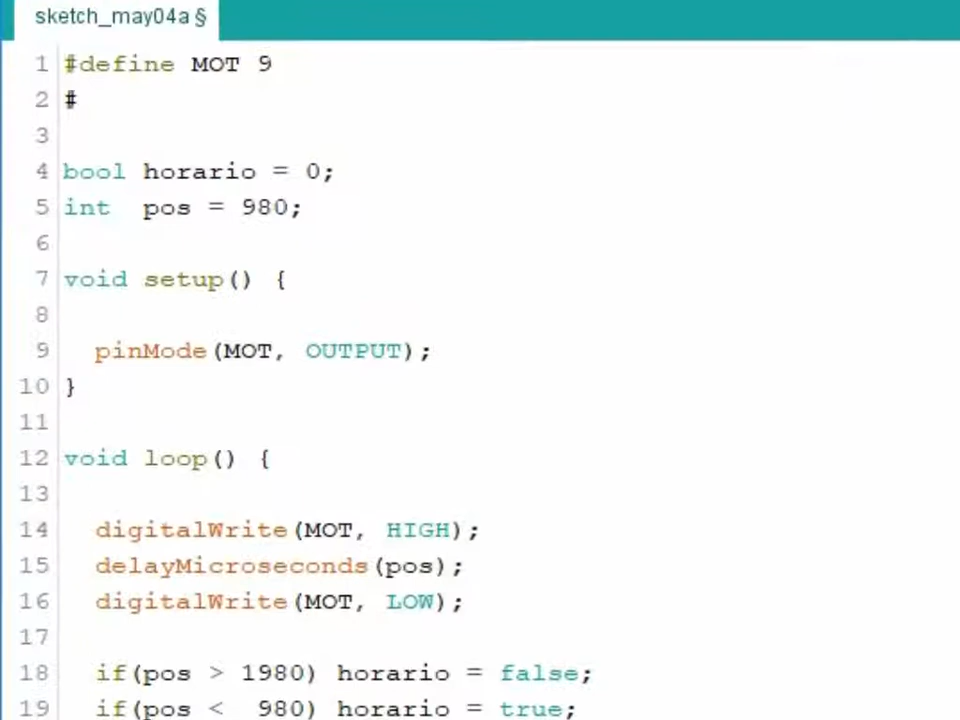 sketch_may04a §
1 #define MOT 9
2 #
3
4 bool horario = 0;
5 int  pos = 980;
6
7 void setup() {
8
9   pinMode(MOT, OUTPUT);
10 }
11
12 void loop() {
13
14   digitalWrite(MOT, HIGH);
15   delayMicroseconds(pos);
16   digitalWrite(MOT, LOW);
17
18   if(pos > 1980) horario = false;
19   if(pos <  980) horario = true;